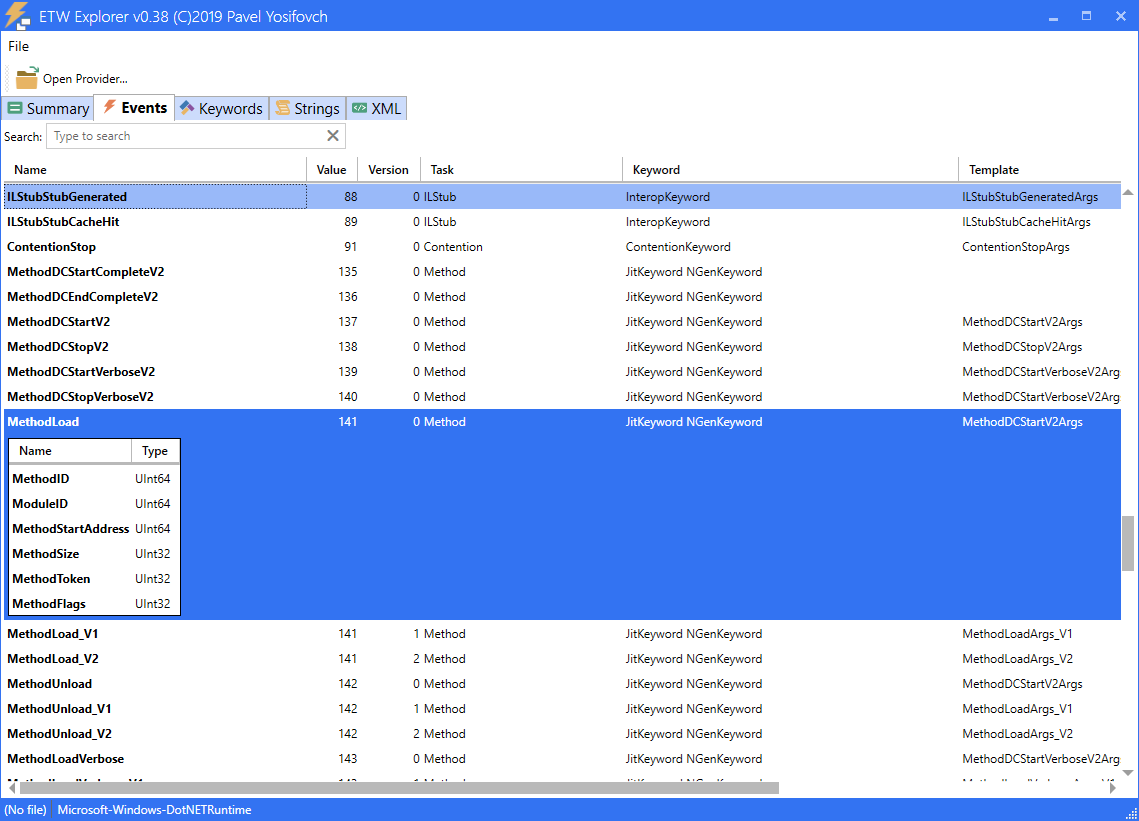 ETW Explorer v0.38 (C)2019 Pavel Yosifovch
File
Open Provider...
Summary Events Keywords Strings XML
Search: Type to search
Name Value Version Task Keyword Template
ILStubStubGenerated 88 0 ILStub InteropKeyword ILStubStubGeneratedArgs
ILStubStubCacheHit 89 0 ILStub InteropKeyword ILStubStubCacheHitArgs
ContentionStop 91 0 Contention ContentionKeyword ContentionStopArgs
MethodDCStartCompleteV2 135 0 Method JitKeyword NGenKeyword
MethodDCEndCompleteV2 136 0 Method JitKeyword NGenKeyword
MethodDCStartV2 137 0 Method JitKeyword NGenKeyword MethodDCStartV2Args
MethodDCStopV2 138 0 Method JitKeyword NGenKeyword MethodDCStopV2Args
MethodDCStartVerboseV2 139 0 Method JitKeyword NGenKeyword MethodDCStartVerboseV2Arg
MethodDCStopVerboseV2 140 0 Method JitKeyword NGenKeyword MethodDCStartVerboseV2Arg
MethodLoad 141 0 Method JitKeyword NGenKeyword MethodDCStartV2Args
Name Type
MethodID UInt64
ModuleID UInt64
MethodStartAddress UInt64
MethodSize UInt32
MethodToken UInt32
MethodFlags UInt32
MethodLoad_V1 141 1 Method JitKeyword NGenKeyword MethodLoadArgs_V1
MethodLoad_V2 141 2 Method JitKeyword NGenKeyword MethodLoadArgs_V2
MethodUnload 142 0 Method JitKeyword NGenKeyword MethodDCStartV2Args
MethodUnload_V1 142 1 Method JitKeyword NGenKeyword MethodLoadArgs_V1
MethodUnload_V2 142 2 Method JitKeyword NGenKeyword MethodLoadArgs_V2
MethodLoadVerbose 143 0 Method JitKeyword NGenKeyword MethodDCStartVerboseV2Arg
(No file) Microsoft-Windows-DotNETRuntime